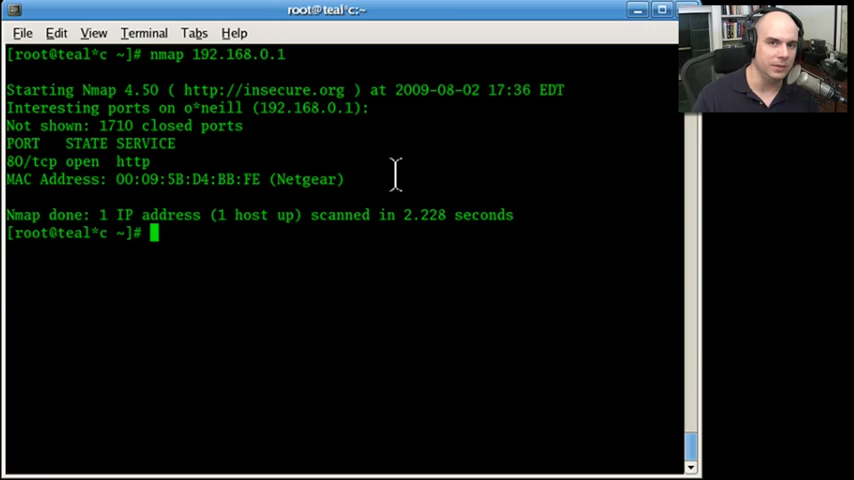 root@teal*c:~
File Edit View Terminal Tabs Help
[root@teal*c ~]# nmap 192.168.0.1
Starting Nmap 4.50 ( http://insecure.org ) at 2009-08-02 17:36 EDT
Interesting ports on o*neill (192.168.0.1):
Not shown: 1710 closed ports
PORT STATE SERVICE
80/tcp open http
MAC Address: 00:09:5B:D4:BB:FE (Netgear)
Nmap done: 1 IP address (1 host up) scanned in 2.228 seconds
[root@teal*c ~]#